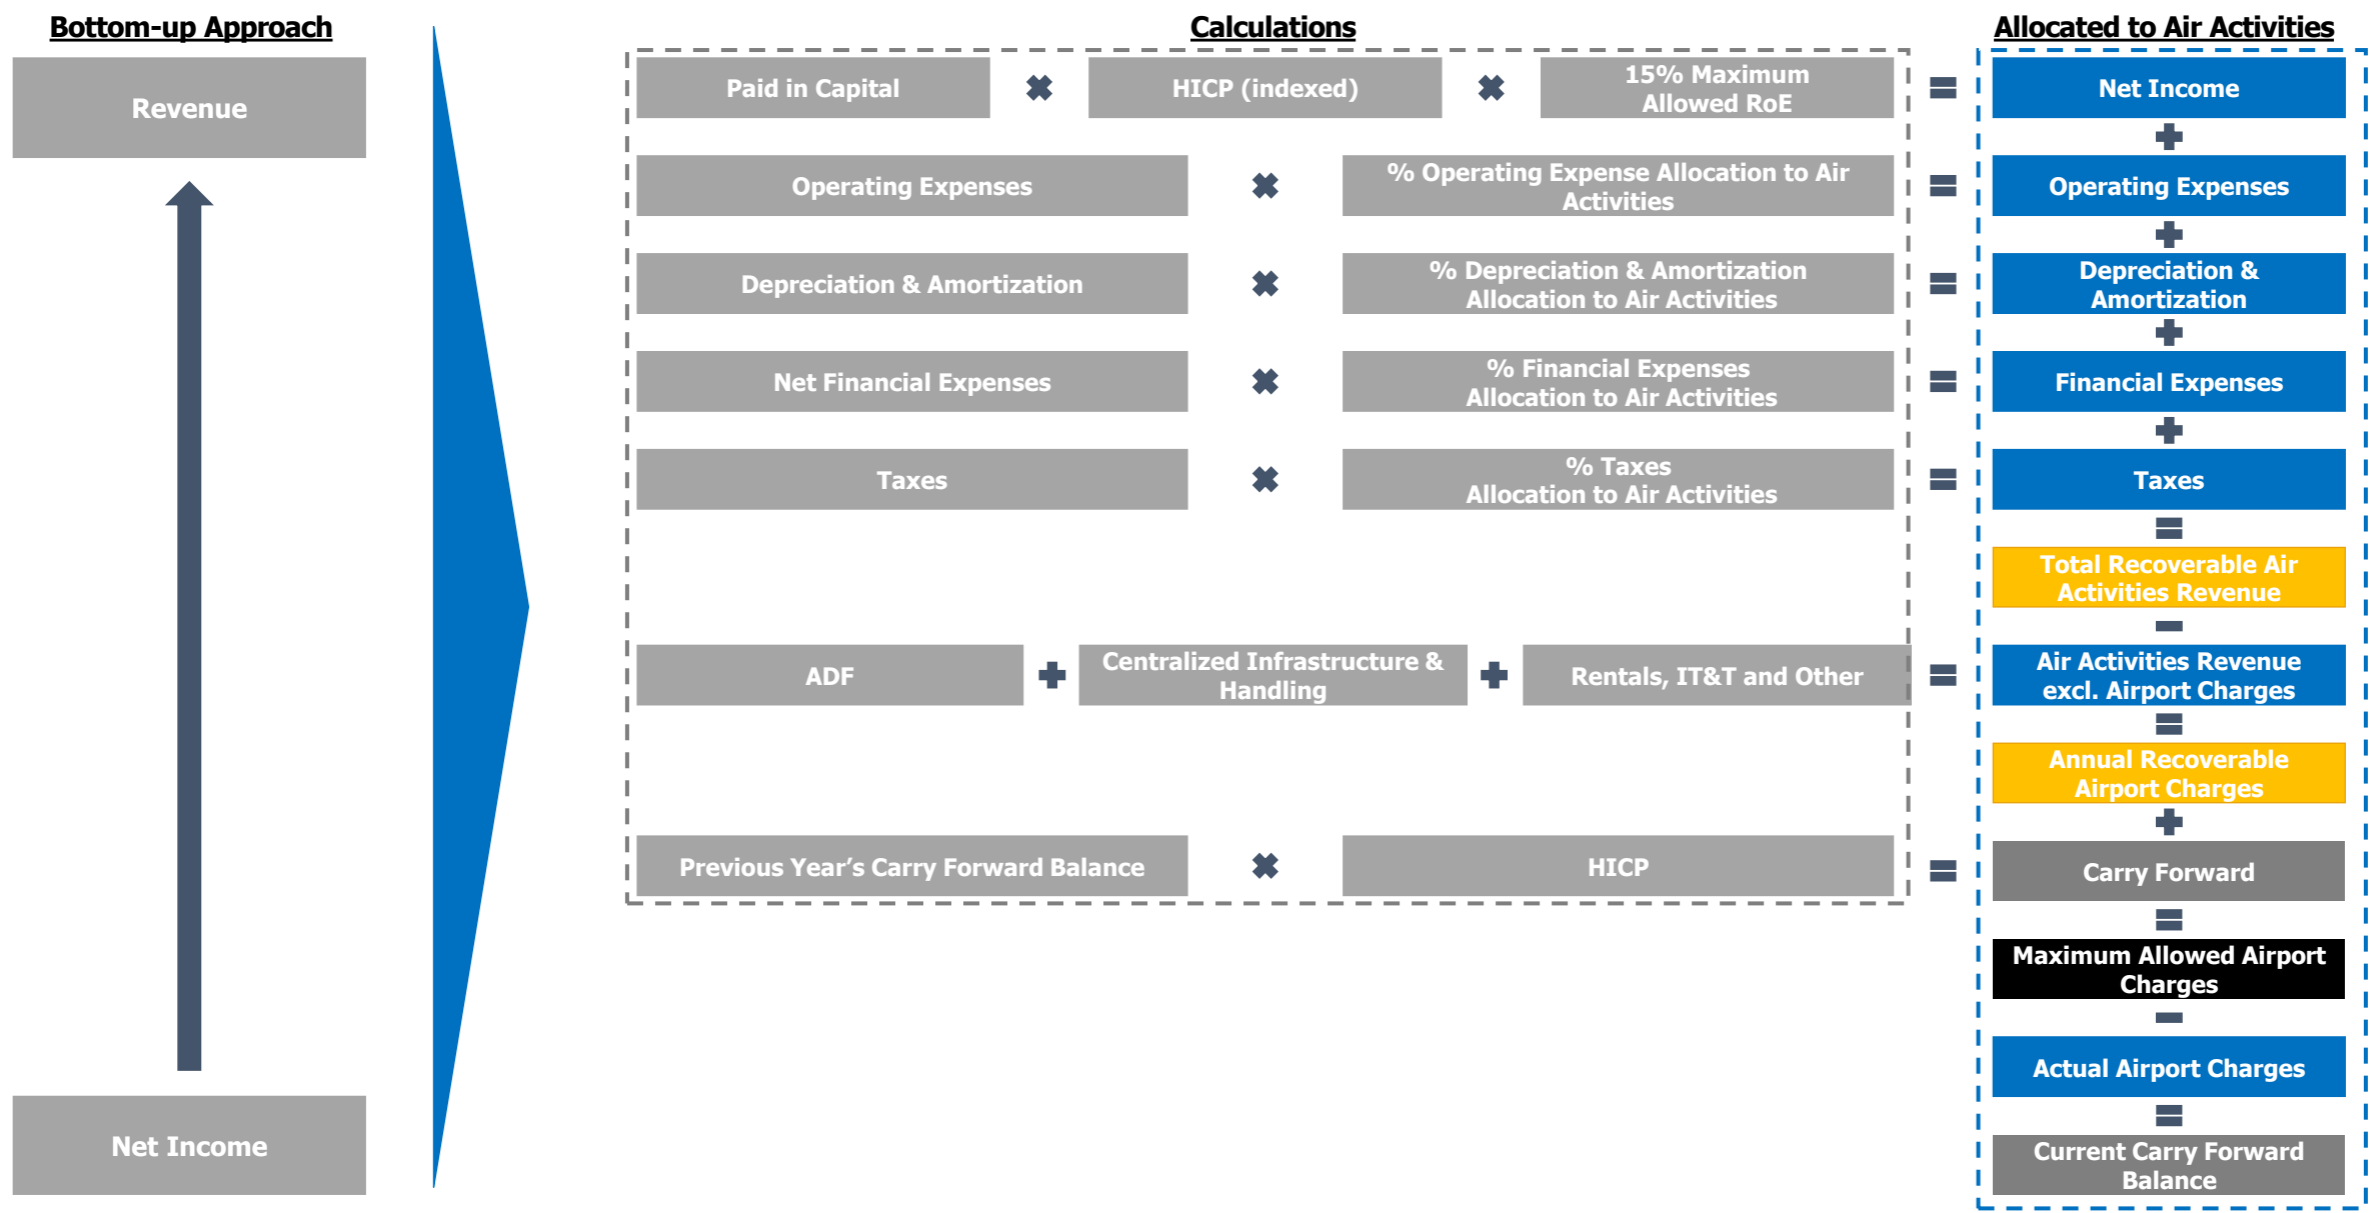 Bottom-up Approach
Calculations
Allocated to Air Activities
Revenue
Paid in Capital
HICP (indexed)
15% Maximum
Allowed RoE
Net Income
Operating Expenses
% Operating Expense Allocation to Air
Activities
Operating Expenses
Depreciation & Amortization
% Depreciation & Amortization
Allocation to Air Activities
Depreciation &
Amortization
Net Financial Expenses
% Financial Expenses
Allocation to Air Activities
Financial Expenses
Taxes
% Taxes
Allocation to Air Activities
Taxes
Total Recoverable Air
Activities Revenue
ADF
Centralized Infrastructure &
Handling
Rentals, IT&T and Other
Air Activities Revenue
excl. Airport Charges
Annual Recoverable
Airport Charges
Previous Year’s Carry Forward Balance
HICP
Carry Forward
Maximum Allowed Airport
Charges
Actual Airport Charges
Net Income
Current Carry Forward
Balance